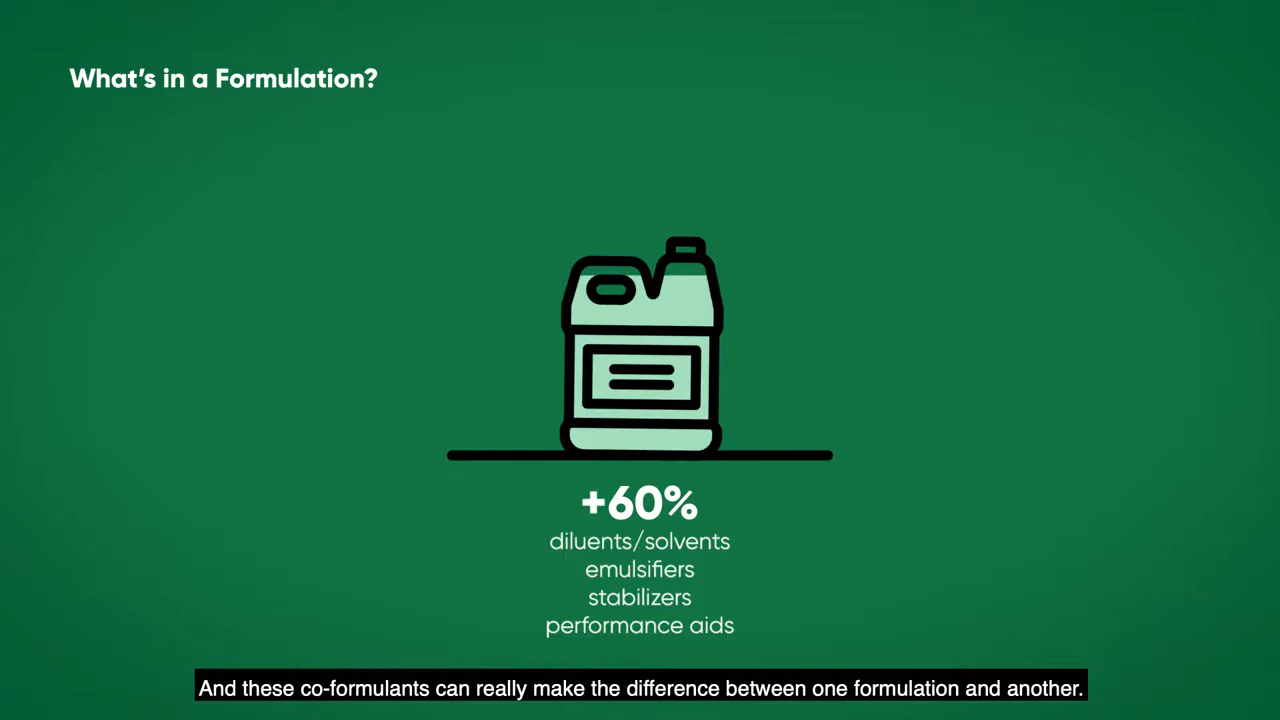 What's in a Formulation?
+60%
diluents/solvents
emulsifiers
stabilizers
performance aids
And these co-formulants can really make the difference between one formulation and another.